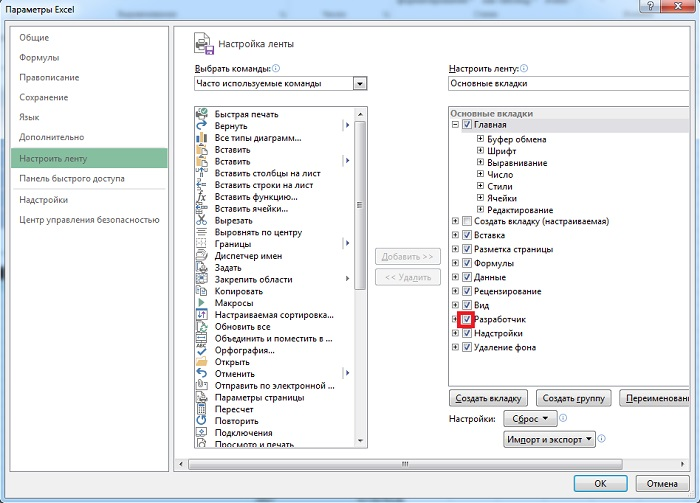 Параметры Excel
Общие
Формулы
Правописание
Сохранение
Язык
Дополнительно
Настроить ленту
Панель быстрого доступа
Надстройки
Центр управления безопасностью
Настройка ленты
Выбрать команды:
Часто используемые команды
Быстрая печать
Вернуть
Все типы диаграмм...
Вставить
Вставить
Вставить столбцы на лист
Вставить строки на лист
Вставить функцию...
Вставить ячейки...
Вырезать
Выровнять по центру
Границы
Диспетчер имен
Задать
Закрепить области
Копировать
Макросы
Настраиваемая сортировка...
Обновить все
Объединить и поместить в ...
Орфография...
Открыть
Отменить
Отправить по электронной ...
Параметры страницы
Пересчет
Повторить
Подключения
Просмотр и печать
Добавить >>
<< Удалить
Настроить ленту:
Основные вкладки
Основные вкладки
Главная
Буфер обмена
Шрифт
Выравнивание
Число
Стили
Ячейки
Редактирование
Создать вкладку (настраиваемая)
Вставка
Разметка страницы
Формулы
Данные
Рецензирование
Вид
Разработчик
Надстройки
Удаление фона
Создать вкладку
Создать группу
Переименовани
Настройки:
Сброс
Импорт и экспорт
ОК
Отмена